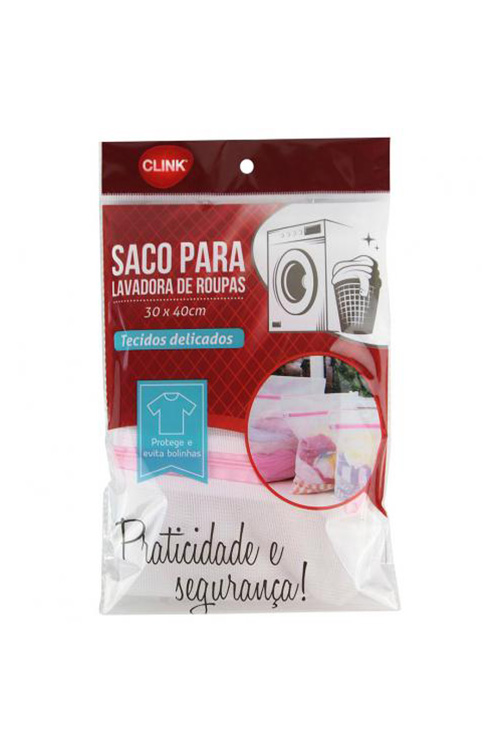 CLINK®
SACO PARA
LAVADORA DE ROUPAS
30 x 40cm
Tecidos delicados
Protege e
evita bolinhas
Praticidade e
segurança!